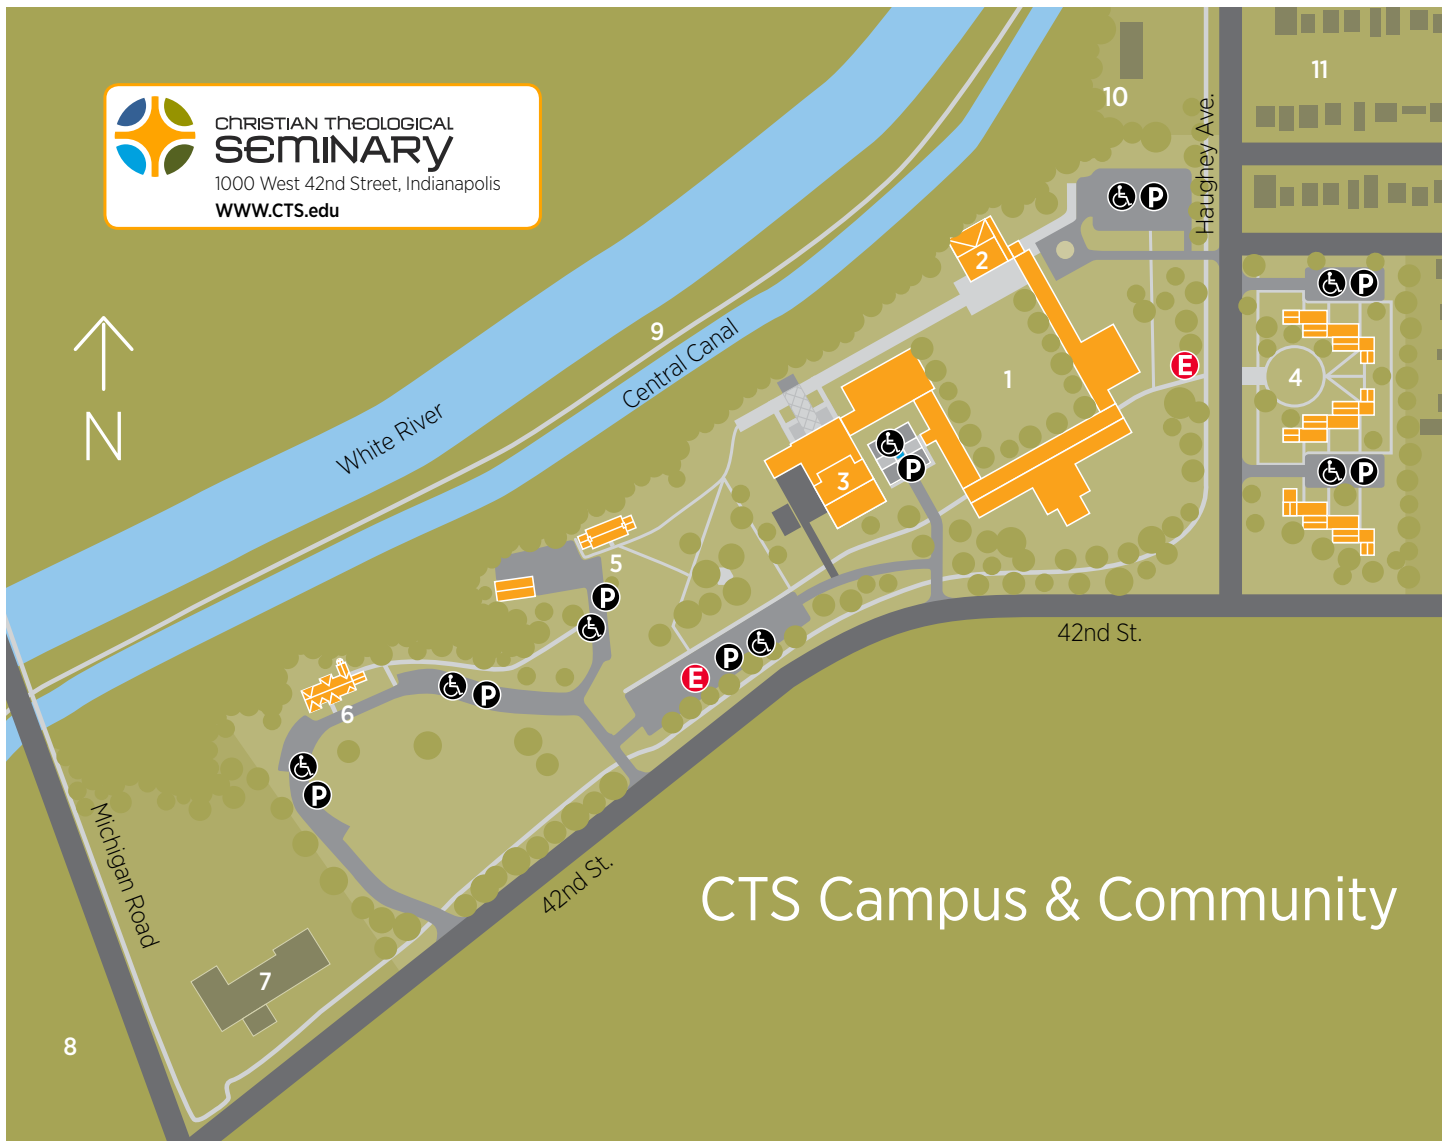 CHRISTIAN THEOLOGICAL
SEMINARY
1000 West 42nd Street, Indianapolis
WWW.CTS.edu
N
11
10
Haughey Ave.
P
2
9
Central Canal
White River
1
E
P
4
P
3
P
5
P
42nd St.
P
E
6
P
P
Michigan Road
42nd St.
CTS Campus & Community
7
8